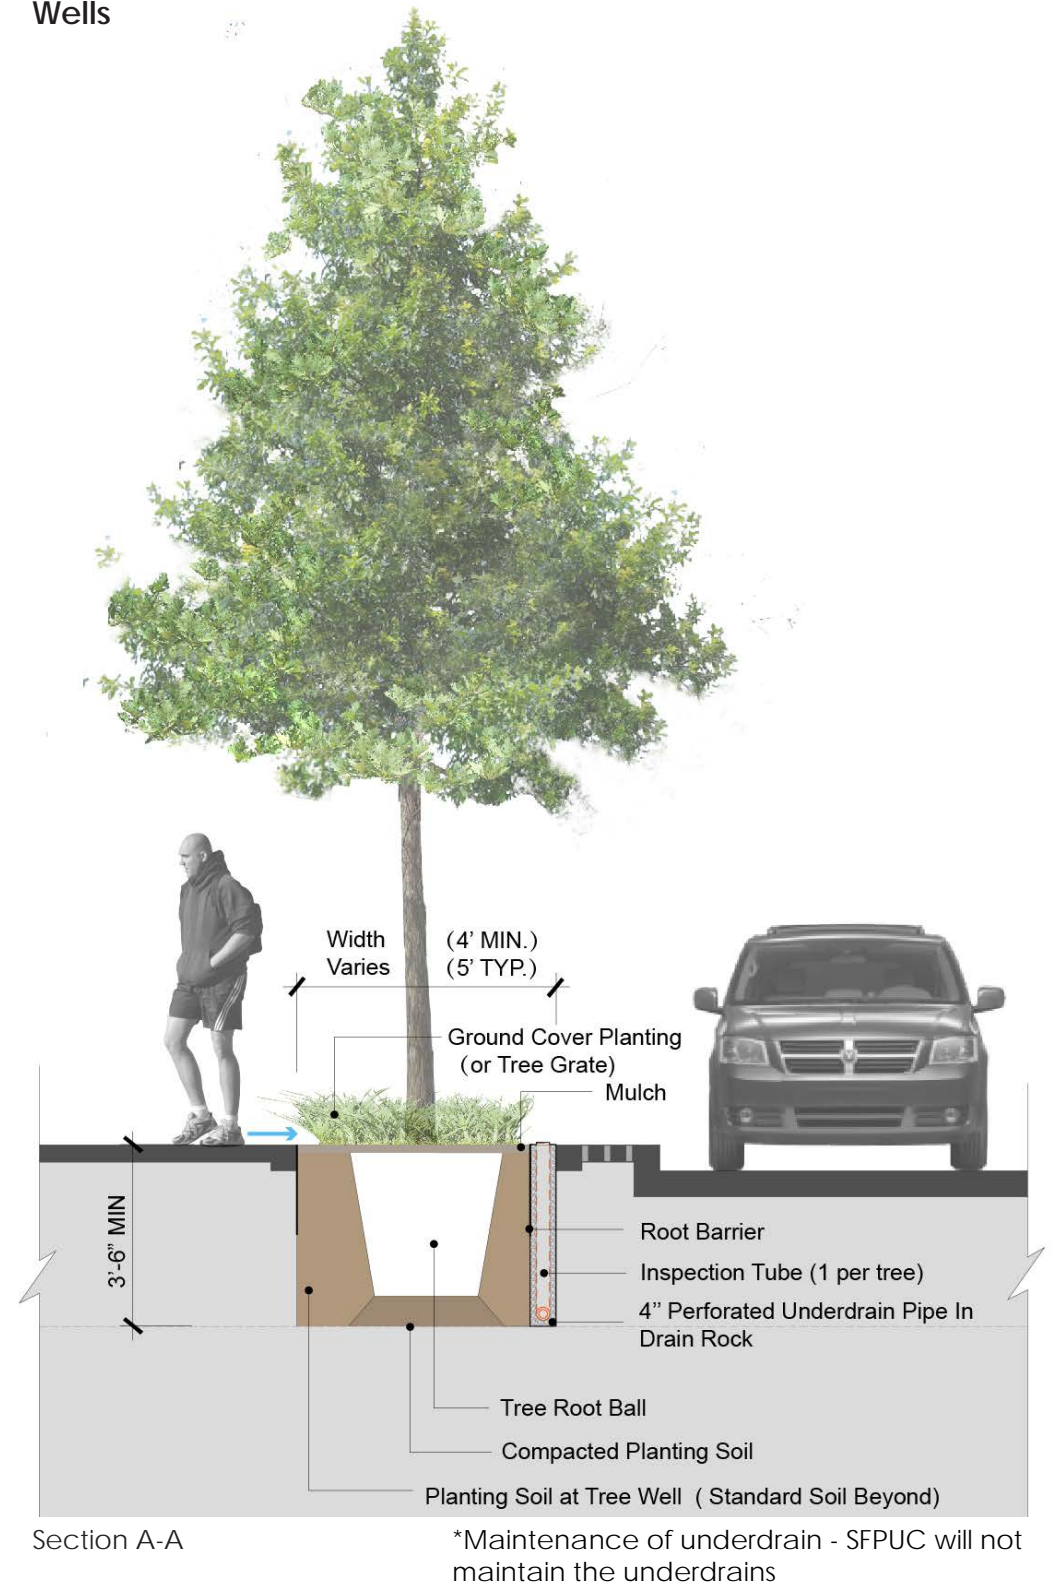 Wells
Width
Varies
(4’ MIN.)
(5’ TYP.)
Ground Cover Planting
(or Tree Grate)
Mulch
3’-6” MIN
Root Barrier
Inspection Tube (1 per tree)
4” Perforated Underdrain Pipe In
Drain Rock
Tree Root Ball
Compacted Planting Soil
Planting Soil at Tree Well ( Standard Soil Beyond)
Section A-A
*Maintenance of underdrain - SFPUC will not
maintain the underdrains